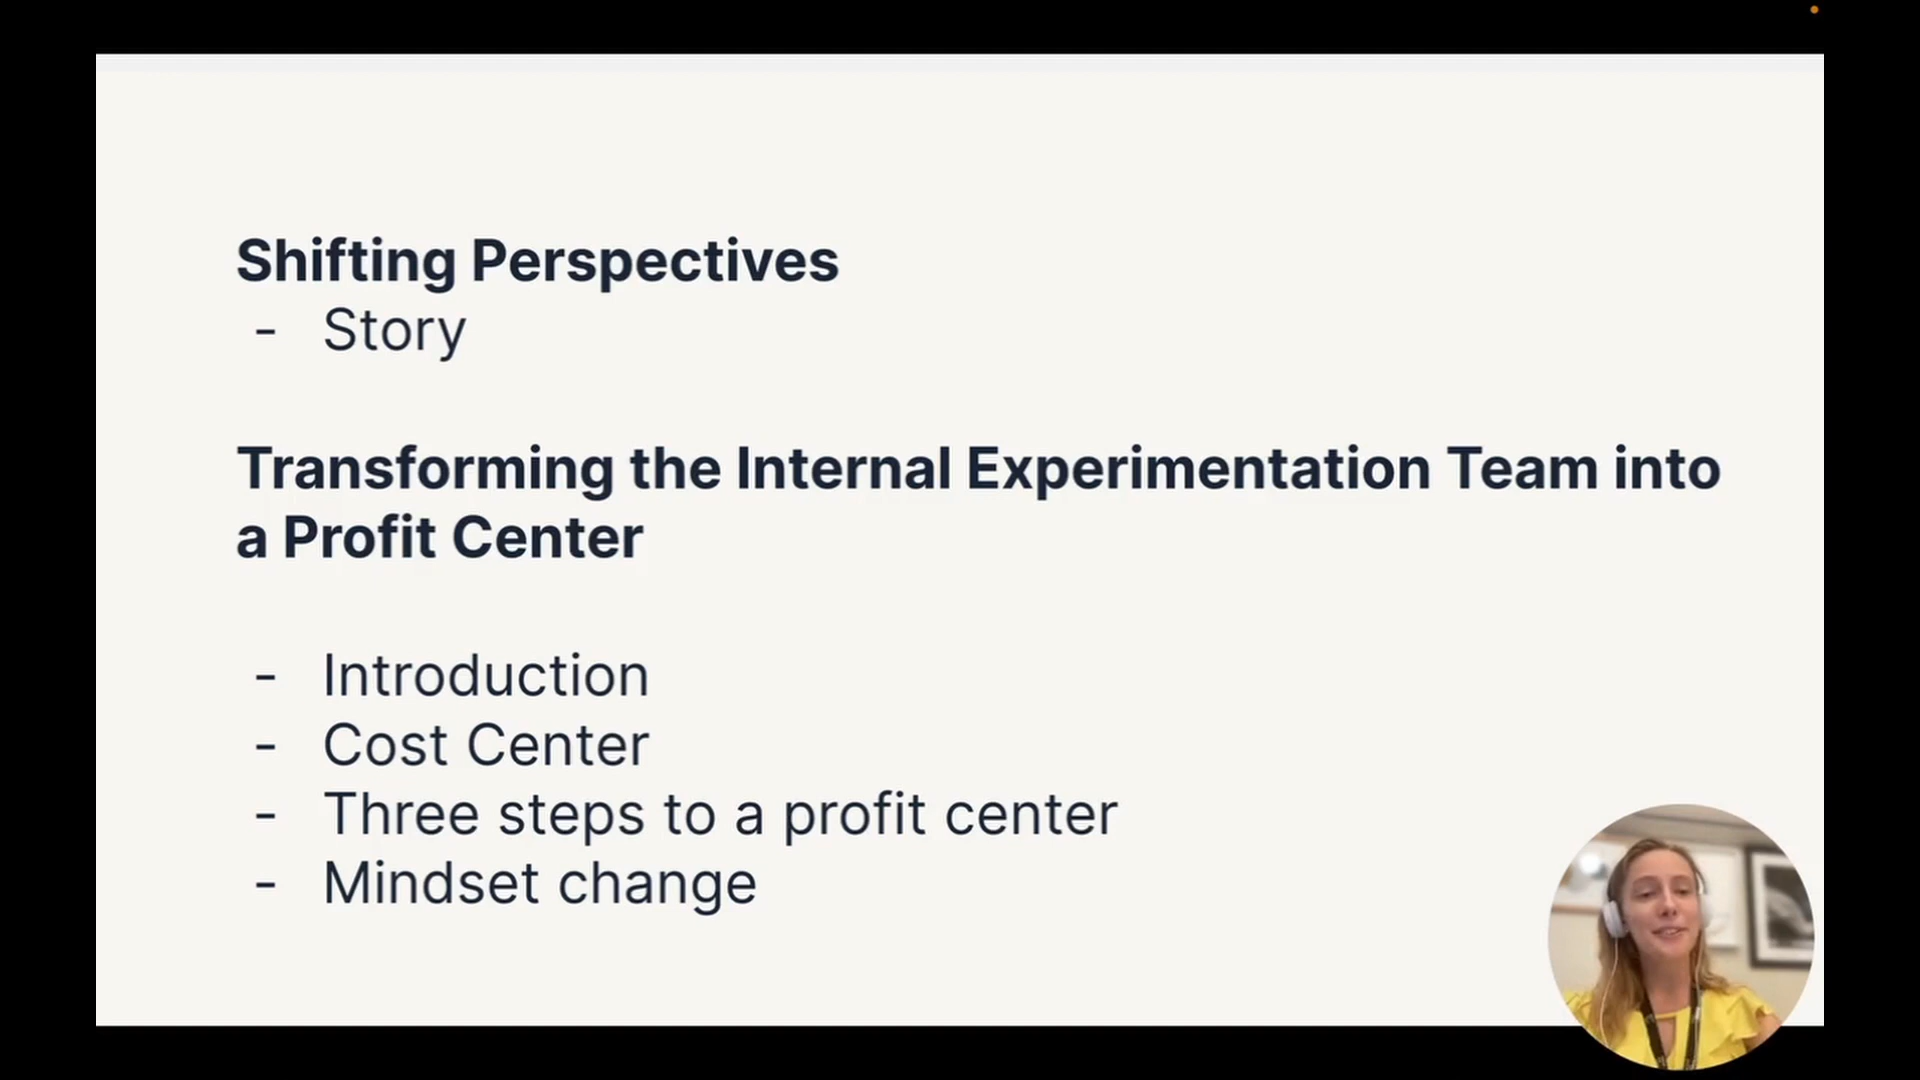 Shifting Perspectives
- Story
Transforming the Internal Experimentation Team into
a Profit Center
- Introduction
- Cost Center
- Three steps to a profit center
- Mindset change